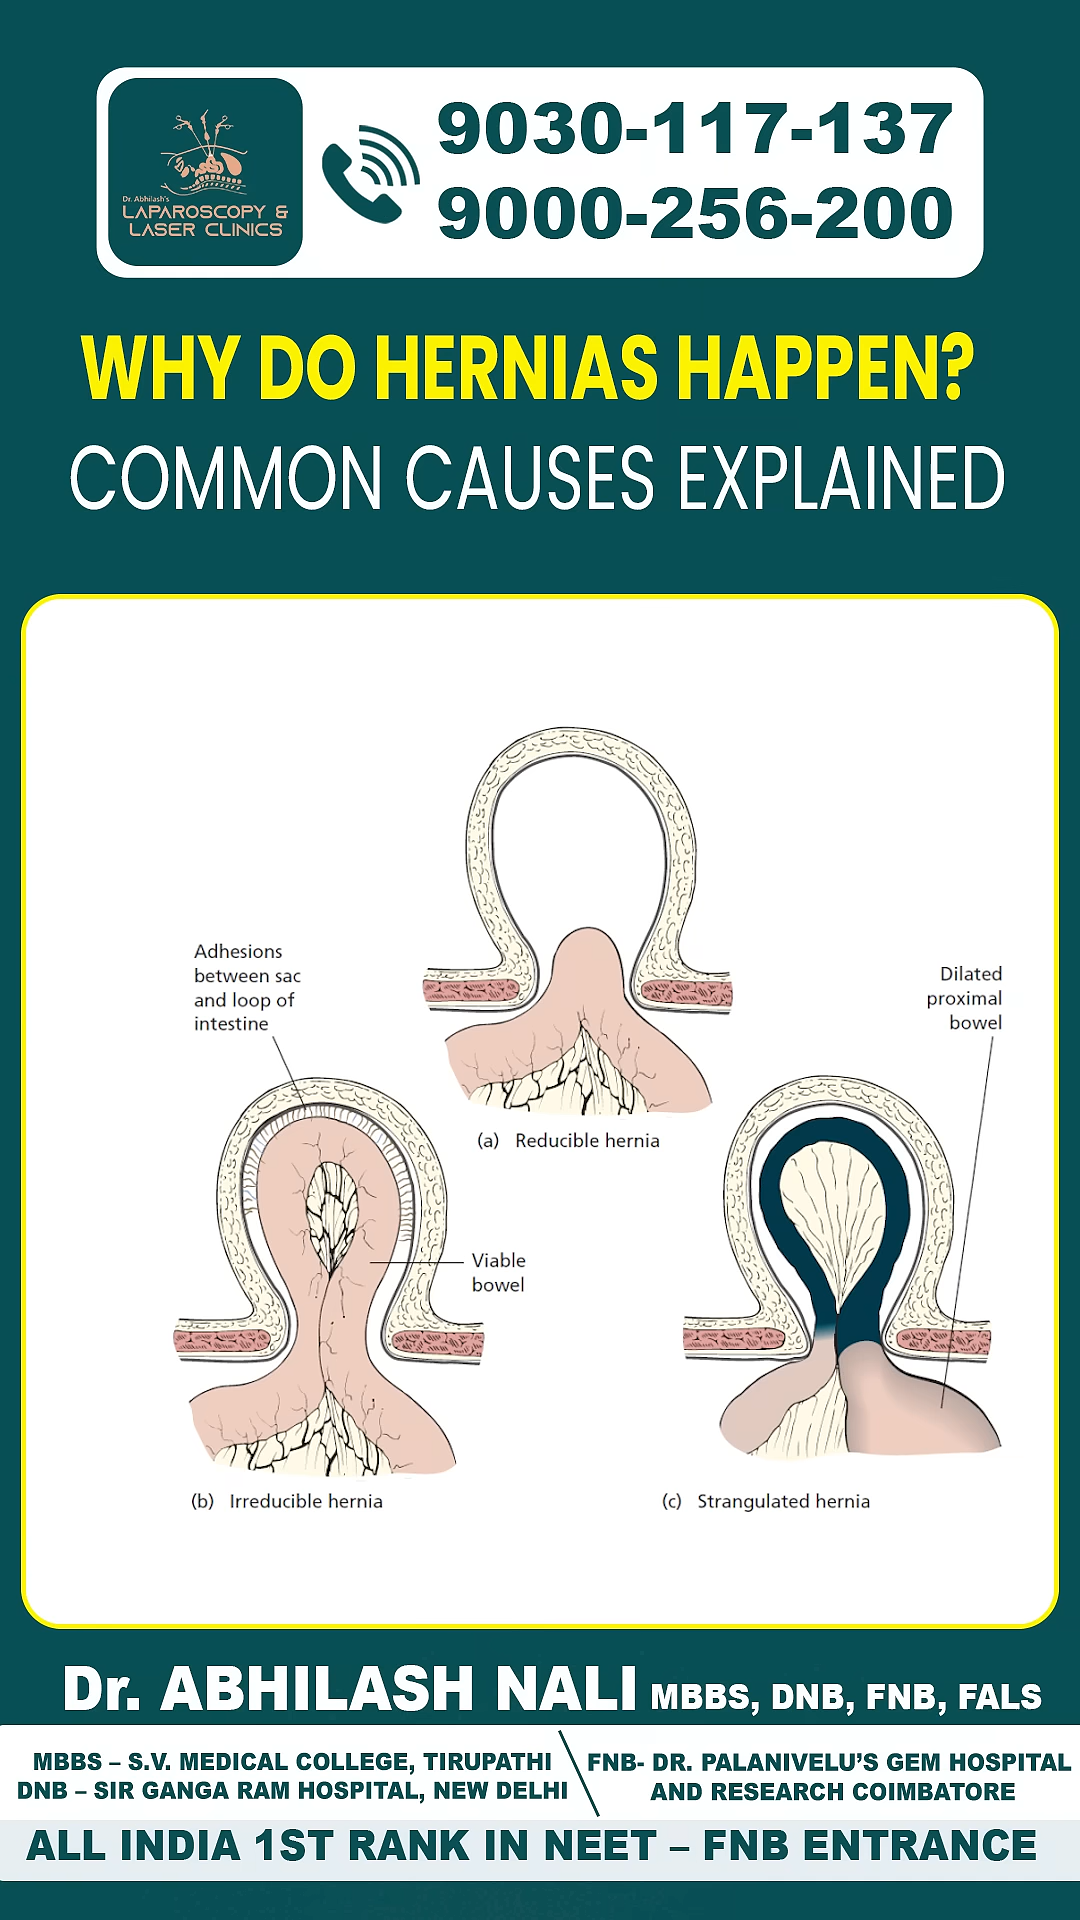 Dr. Abhilash's
LAPAROSCOPY &
LASER CLINICS
9030-117-137
9000-256-200
WHY DO HERNIAS HAPPEN?
COMMON CAUSES EXPLAINED
Adhesions
between sac
and loop of
intestine
Dilated
proximal
bowel
(a) Reducible hernia
Viable
bowel
(b) Irreducible hernia
(c) Strangulated hernia
Dr. ABHILASH NALI MBBS, DNB, FNB, FALS
MBBS – S.V. MEDICAL COLLEGE, TIRUPATHI
DNB – SIR GANGA RAM HOSPITAL, NEW DELHI
FNB- DR. PALANIVELU'S GEM HOSPITAL
AND RESEARCH COIMBATORE
ALL INDIA 1ST RANK IN NEET – FNB ENTRANCE